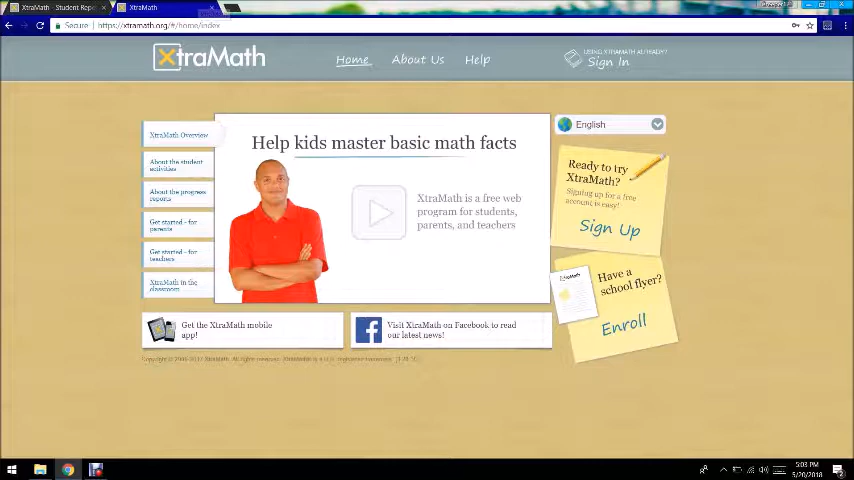 XtraMath - Student Rep
XtraMath
Secure
https://xtramath.org/#/home/index
XtraMath
Home
About Us
Help
USING XTRAMATH ALREADY?
Sign In
XtraMath Overview
About the student
activities
About the progress
reports
Get started - for
parents
Get started - for
teachers
XtraMath in the
classroom
Help kids master basic math facts
XtraMath is a free web
program for students,
parents, and teachers
English
Ready to try
XtraMath?
Signing up for a free
account is easy!
Sign Up
XtraMath
Have a
school flyer?
Enroll
Get the XtraMath mobile
app!
Visit XtraMath on Facebook to read
our latest news!
5:03 PM
5/20/2018